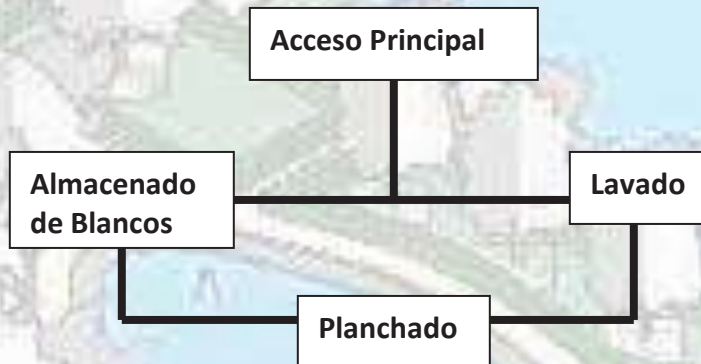 Acceso Principal
Almacenado
de Blancos
Lavado
Planchado